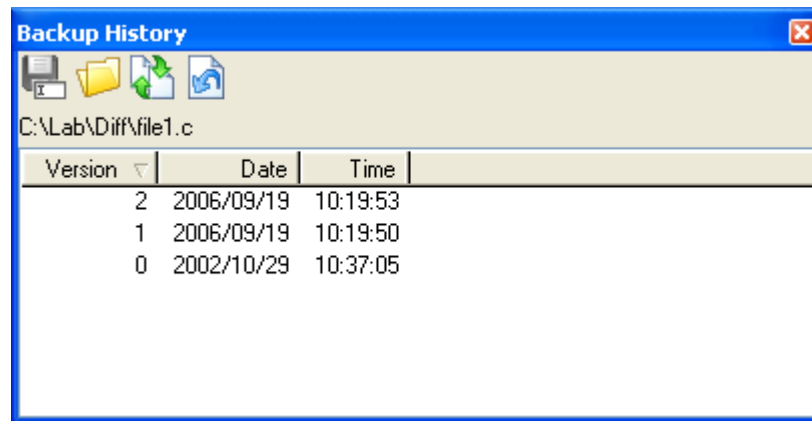 Backup History
C:\Lab\Diff\file1.c
Version Date Time
2 2006/09/19 10:19:53
1 2006/09/19 10:19:50
0 2002/10/29 10:37:05